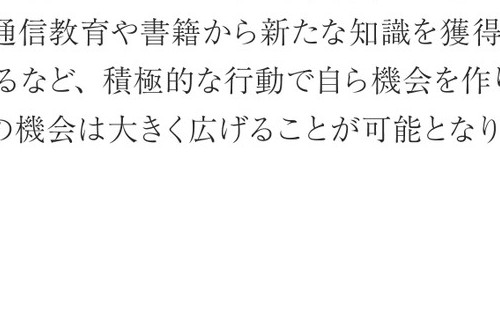 通信教育や書籍から新たな知識を獲得
るなど、積極的な行動で自ら機会を作り
の機会は大きく広げることが可能となり